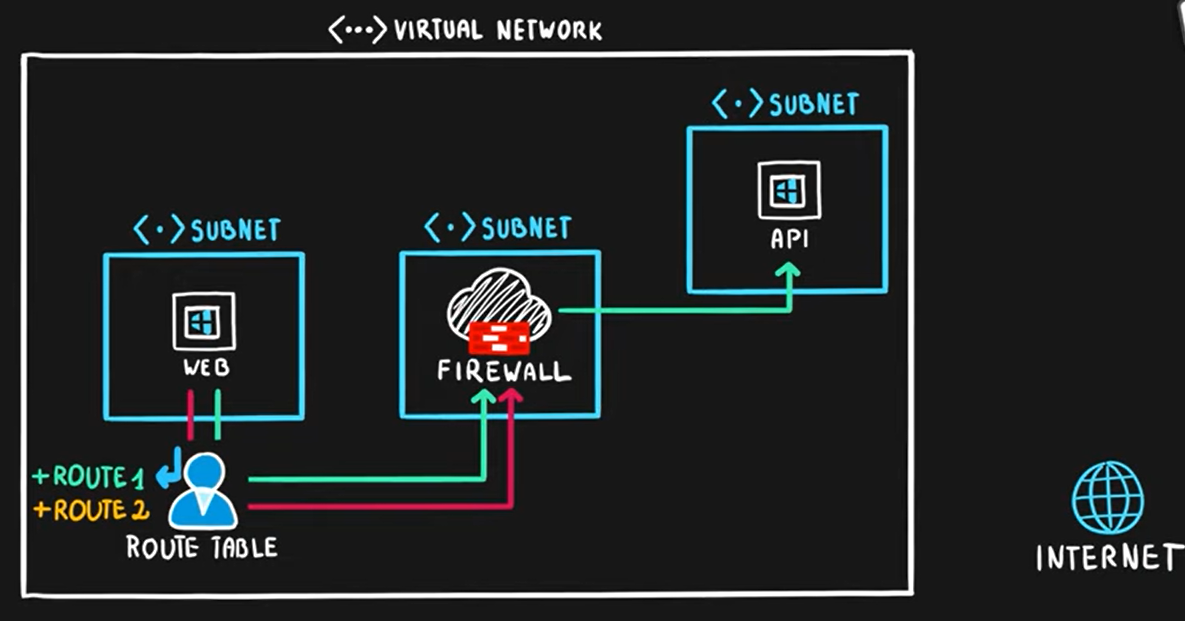 <···> VIRTUAL NETWORK
<·> SUBNET
API
<·> SUBNET
WEB
<·> SUBNET
FIREWALL
+ROUTE 1
+ROUTE 2
ROUTE TABLE
INTERNET